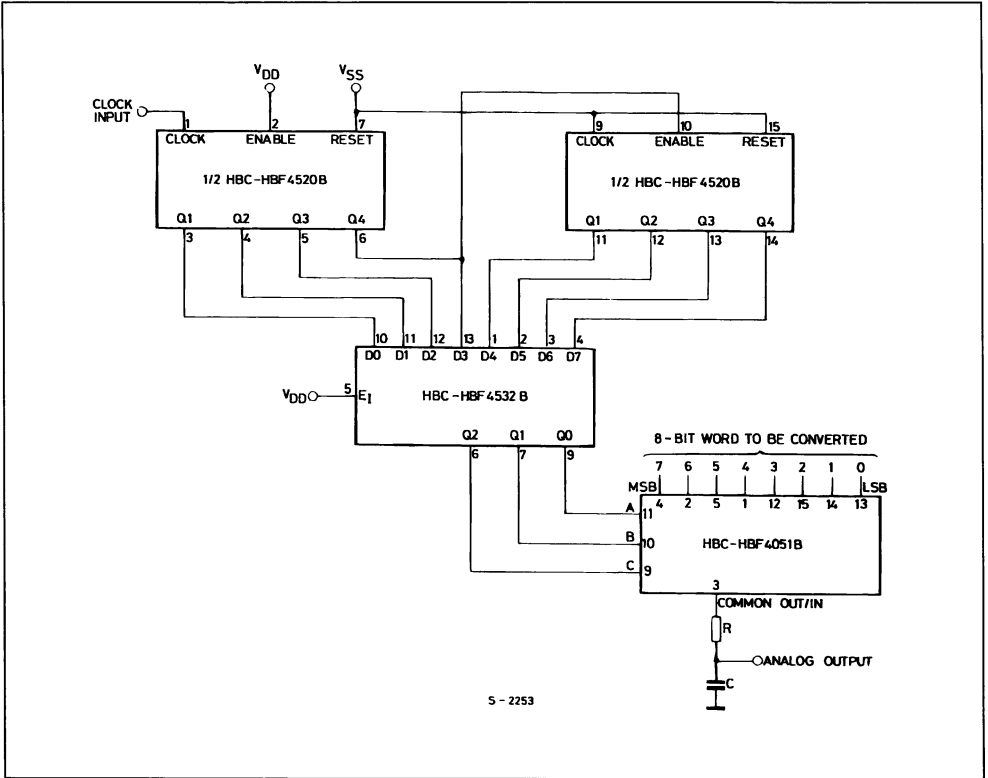 VDD
VSS
CLOCK INPUT
1 2 7
CLOCK ENABLE RESET
1/2 HBC-HBF4520B
Q1 Q2 Q3 Q4
3 4 5 6
9 10 15
CLOCK ENABLE RESET
1/2 HBC-HBF4520B
Q1 Q2 Q3 Q4
11 12 13 14
10 11 12 13 1 2 3 4
D0 D1 D2 D3 D4 D5 D6 D7
VDD 5 EI
HBC-HBF4532B
Q2 Q1 Q0
6 7 9
8-BIT WORD TO BE CONVERTED
7 6 5 4 3 2 1 0
MSB LSB
4 2 5 1 12 15 14 13
A 11
B 10
C 9
HBC-HBF4051B
3
COMMON OUT/IN
R
ANALOG OUTPUT
C
S-2253